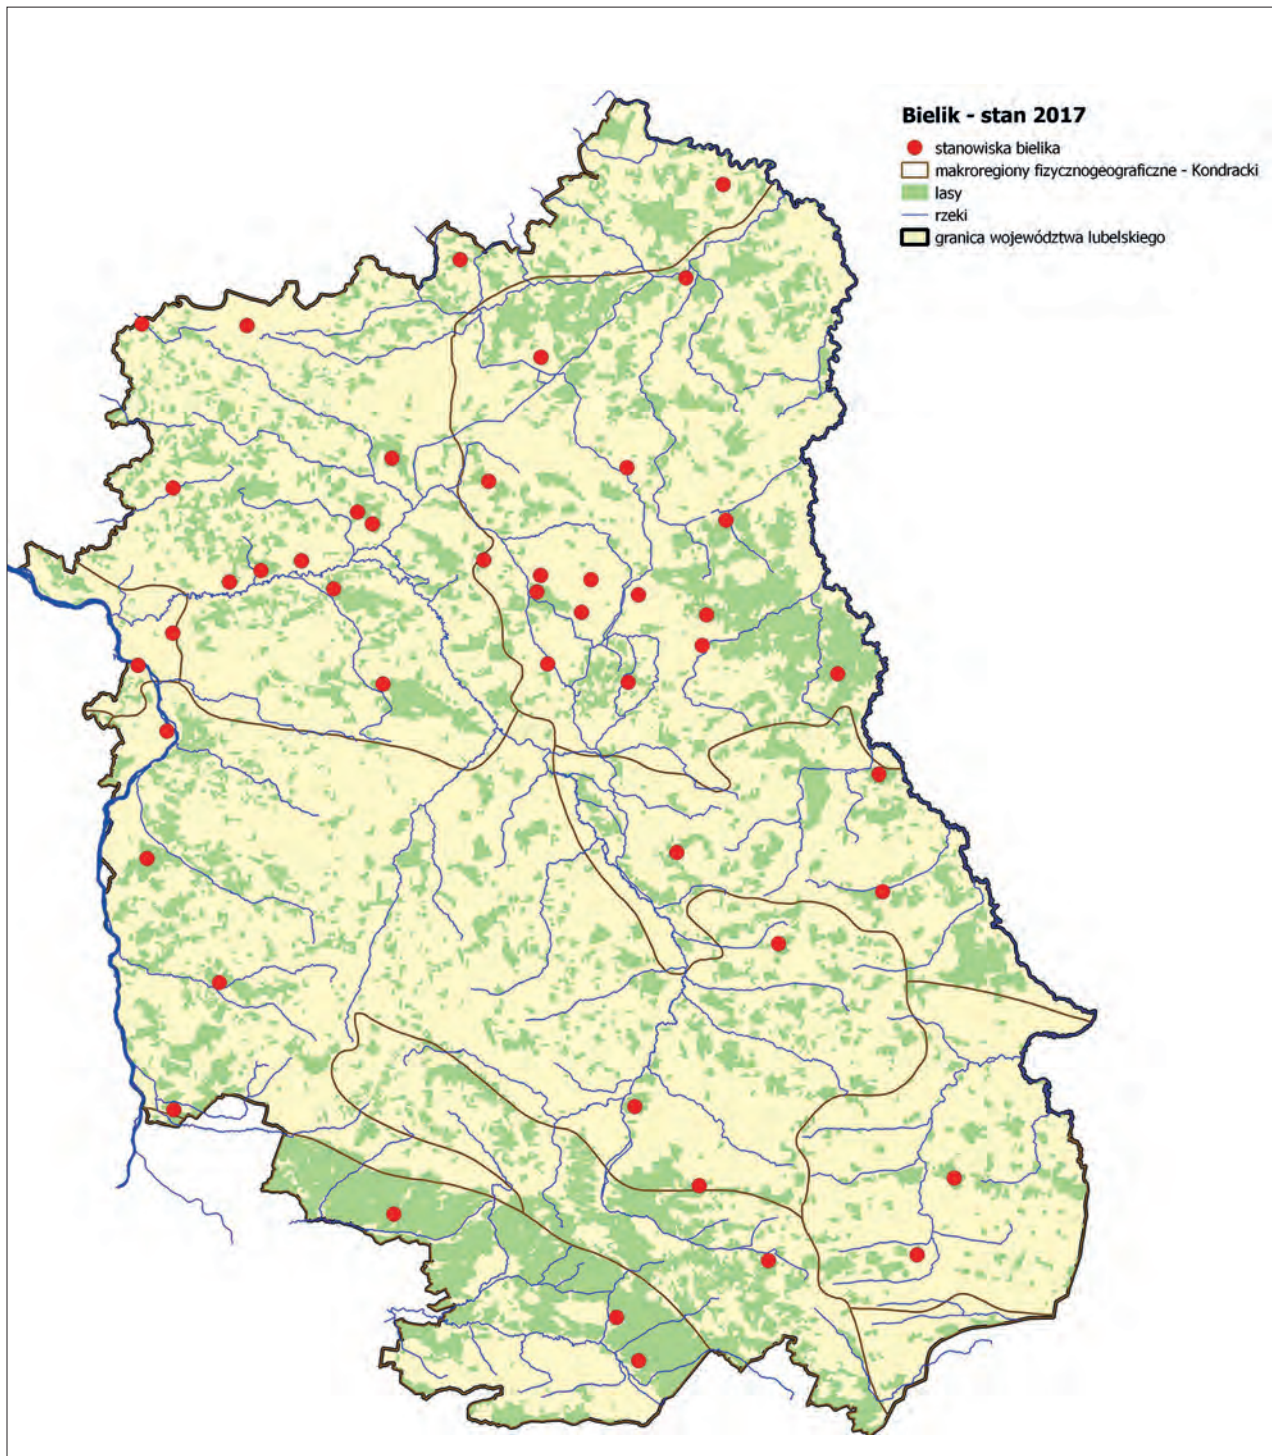 Bielik - stan 2017
stanowiska bielika
makroregiony fizycznogeograficzne - Kondracki
lasy
rzeki
granica województwa lubelskiego